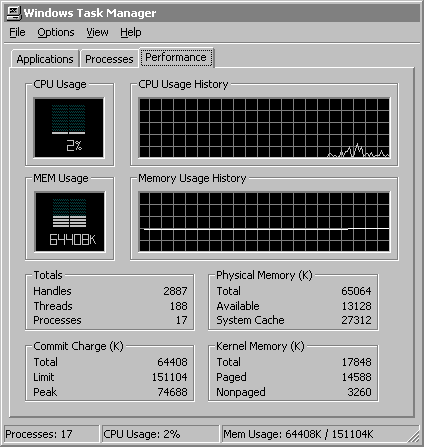 Windows Task Manager
File Options View Help
Applications Processes Performance
CPU Usage CPU Usage History
2%
MEM Usage Memory Usage History
64408K
Totals Physical Memory (K)
Handles 2887 Total 65064
Threads 188 Available 13128
Processes 17 System Cache 27312
Commit Charge (K) Kernel Memory (K)
Total 64408 Total 17848
Limit 151104 Paged 14588
Peak 74688 Nonpaged 3260
Processes: 17 CPU Usage: 2% Mem Usage: 64408K / 151104K